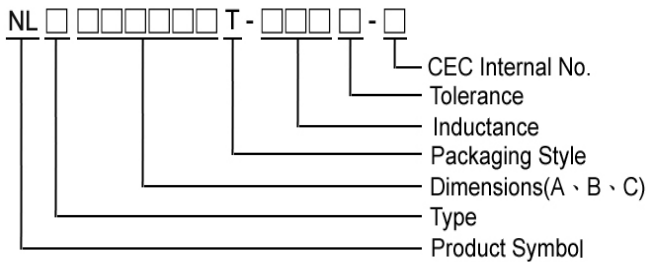 NL □ □□□□□□ T - □□□ □ - □
CEC Internal No.
Tolerance
Inductance
Packaging Style
Dimensions(A、B、C)
Type
Product Symbol